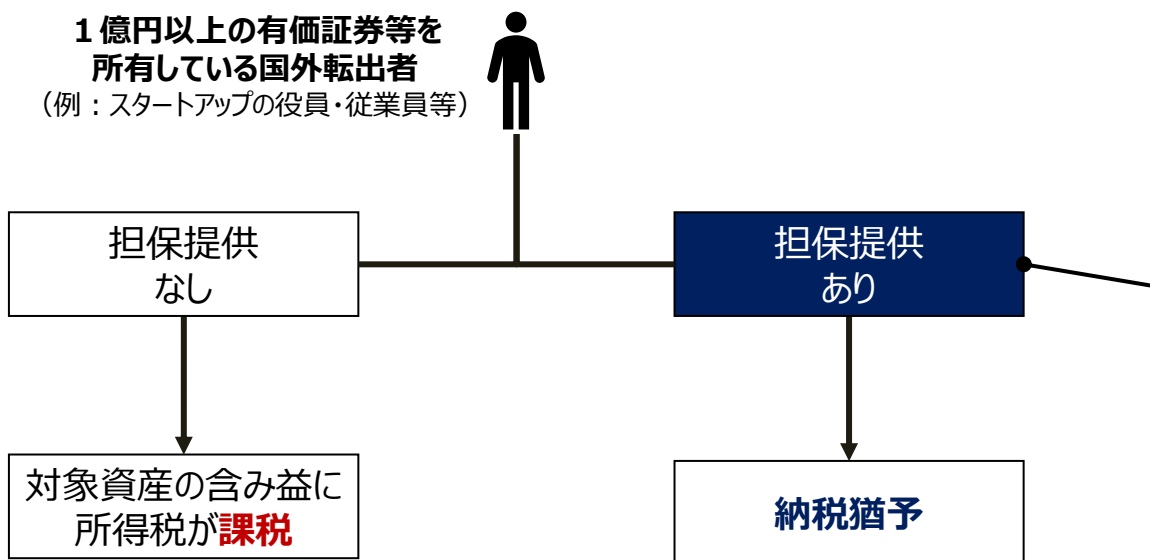 １億円以上の有価証券等を
所有している国外転出者
（例：スタートアップの役員・従業員等）
担保提供
なし
担保提供
あり
対象資産の含み益に
所得税が課税
納税猶予